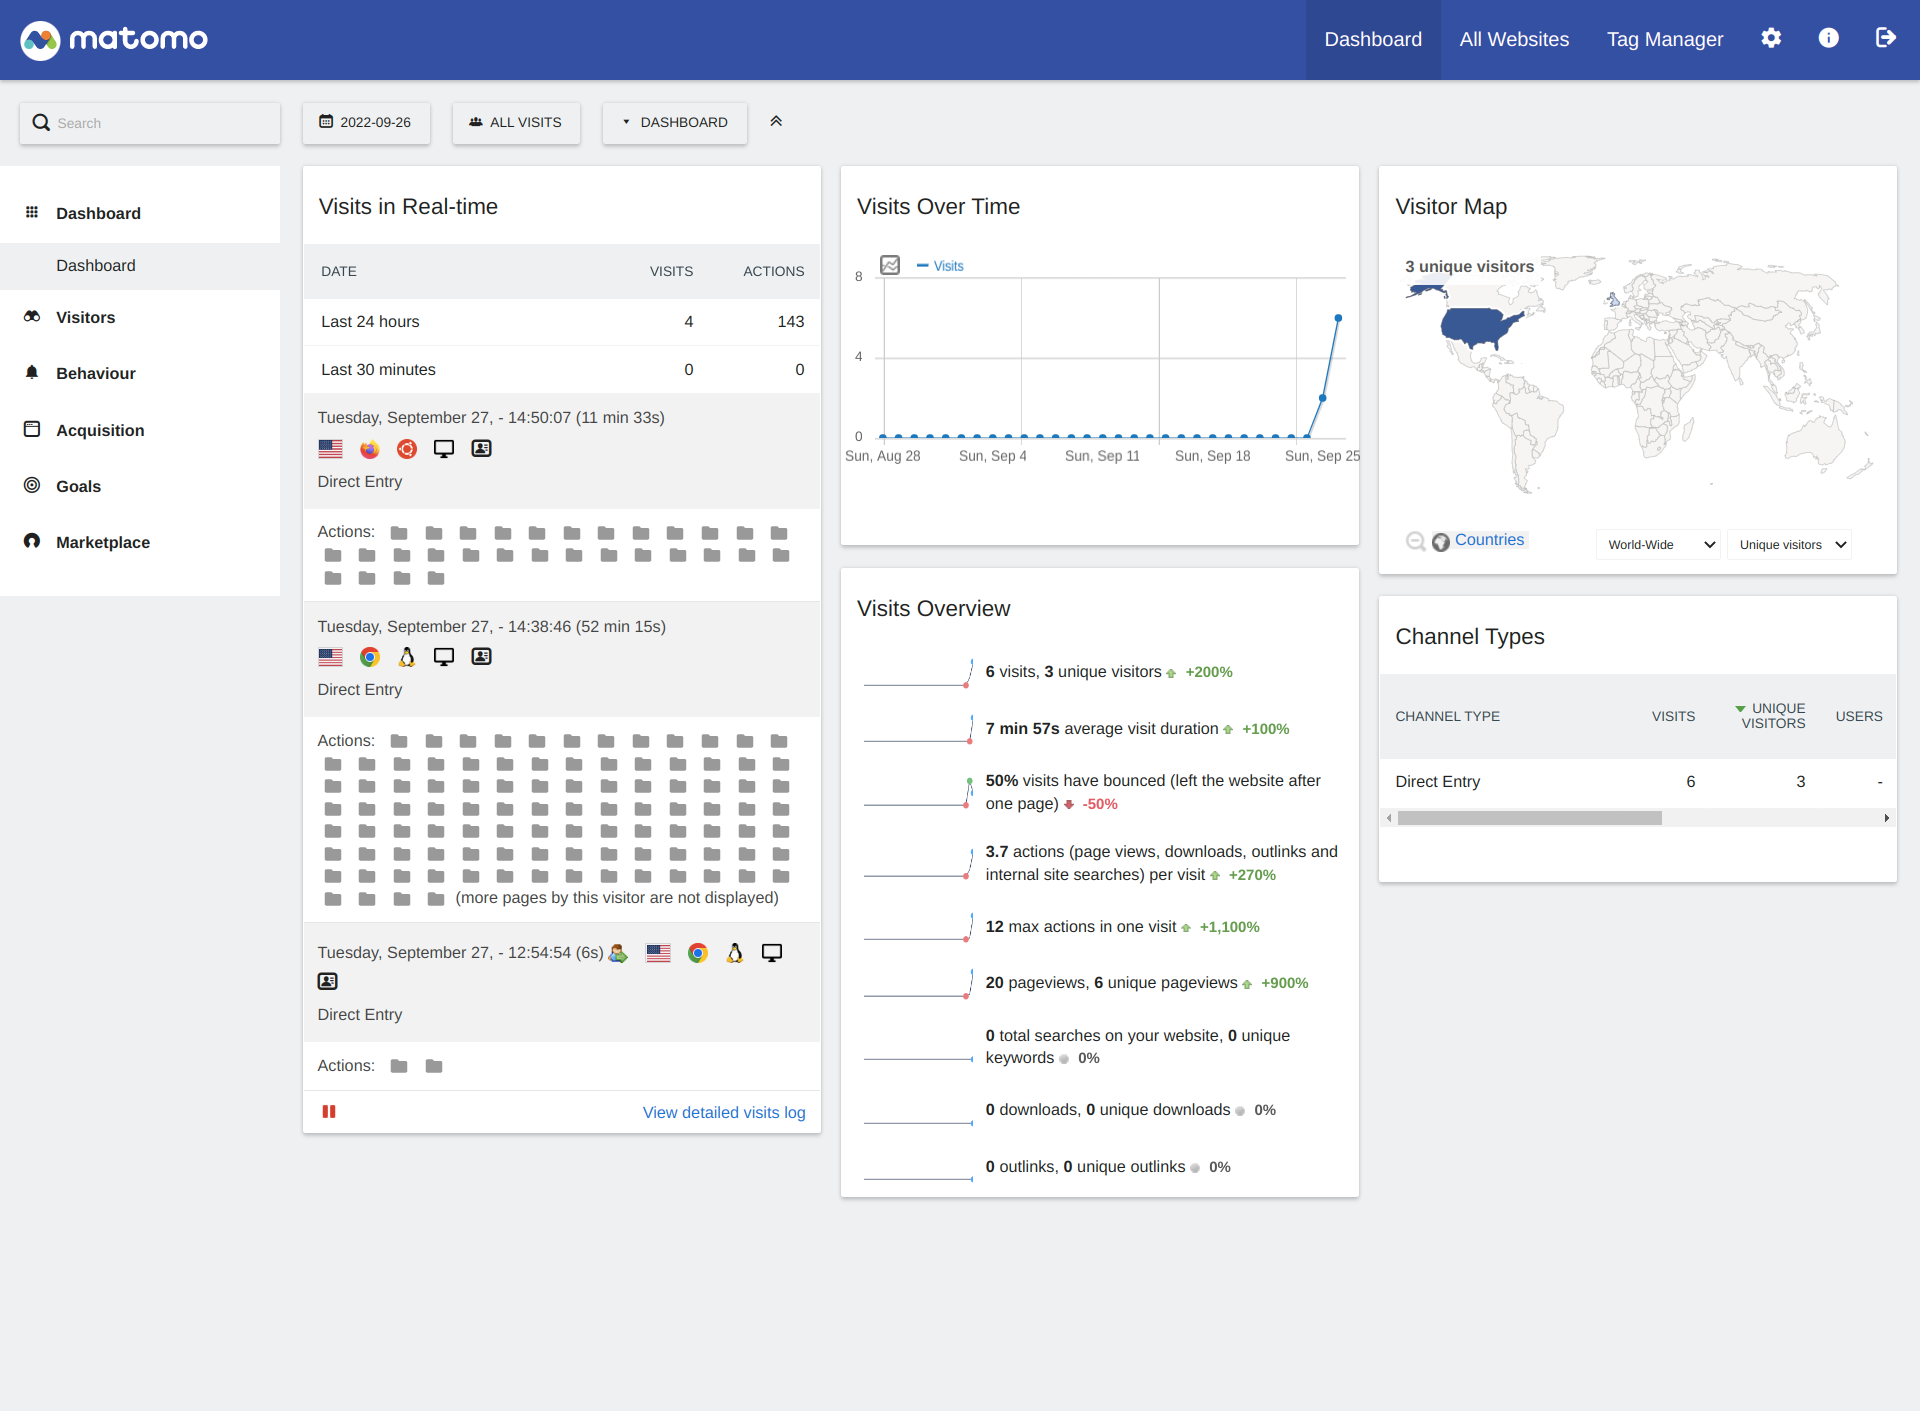 matomo
Dashboard
All Websites
Tag Manager
Search
2022-09-26
ALL VISITS
DASHBOARD
Dashboard
Dashboard
Visitors
Behaviour
Acquisition
Goals
Marketplace
Visits in Real-time
DATE VISITS ACTIONS
Last 24 hours 4 143
Last 30 minutes 0 0
Tuesday, September 27, - 14:50:07 (11 min 33s)
Direct Entry
Actions:
Tuesday, September 27, - 14:38:46 (52 min 15s)
Direct Entry
Actions:
(more pages by this visitor are not displayed)
Tuesday, September 27, - 12:54:54 (6s)
Direct Entry
Actions:
View detailed visits log
Visits Over Time
Visits
8
4
0
Sun, Aug 28 Sun, Sep 4 Sun, Sep 11 Sun, Sep 18 Sun, Sep 25
Visits Overview
6 visits, 3 unique visitors +200%
7 min 57s average visit duration +100%
50% visits have bounced (left the website after
one page) -50%
3.7 actions (page views, downloads, outlinks and
internal site searches) per visit +270%
12 max actions in one visit +1,100%
20 pageviews, 6 unique pageviews +900%
0 total searches on your website, 0 unique
keywords 0%
0 downloads, 0 unique downloads 0%
0 outlinks, 0 unique outlinks 0%
Visitor Map
3 unique visitors
Countries
World-Wide
Unique visitors
Channel Types
CHANNEL TYPE VISITS UNIQUE VISITORS USERS
Direct Entry 6 3 -